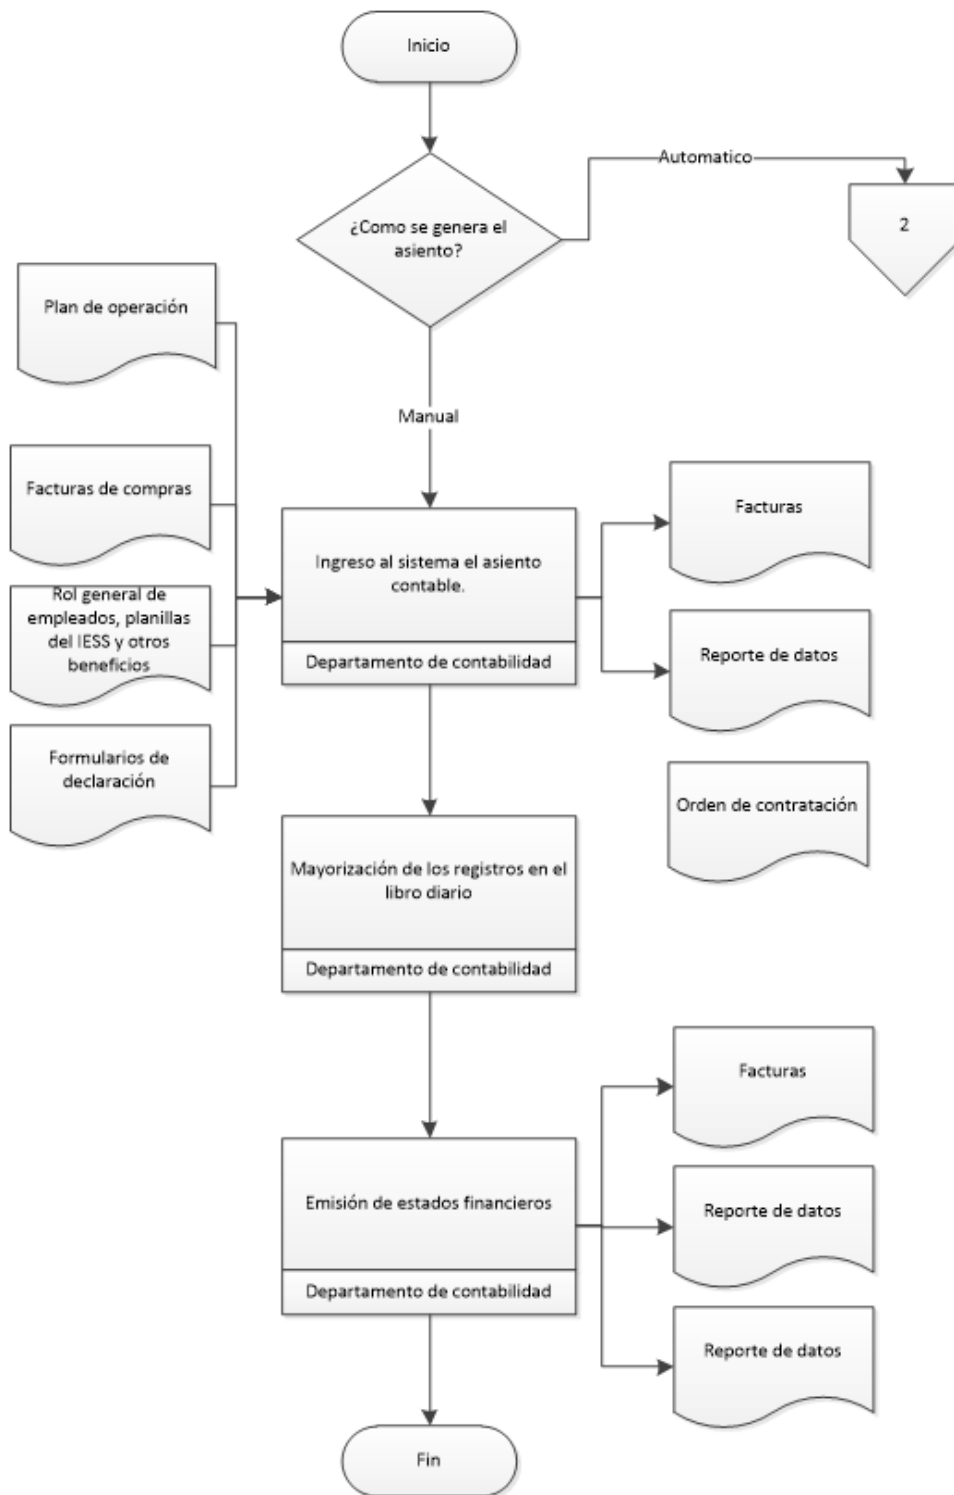 Inicio
Automatico
2
¿Como se genera el
asiento?
Plan de operación
Manual
Facturas de compras
Facturas
Ingreso al sistema el asiento
contable.
Rol general de
empleados, planillas
del IESS y otros
beneficios
Reporte de datos
Departamento de contabilidad
Formularios de
declaración
Orden de contratación
Mayorización de los registros en el
libro diario
Departamento de contabilidad
Facturas
Emisión de estados financieros
Reporte de datos
Departamento de contabilidad
Reporte de datos
Fin